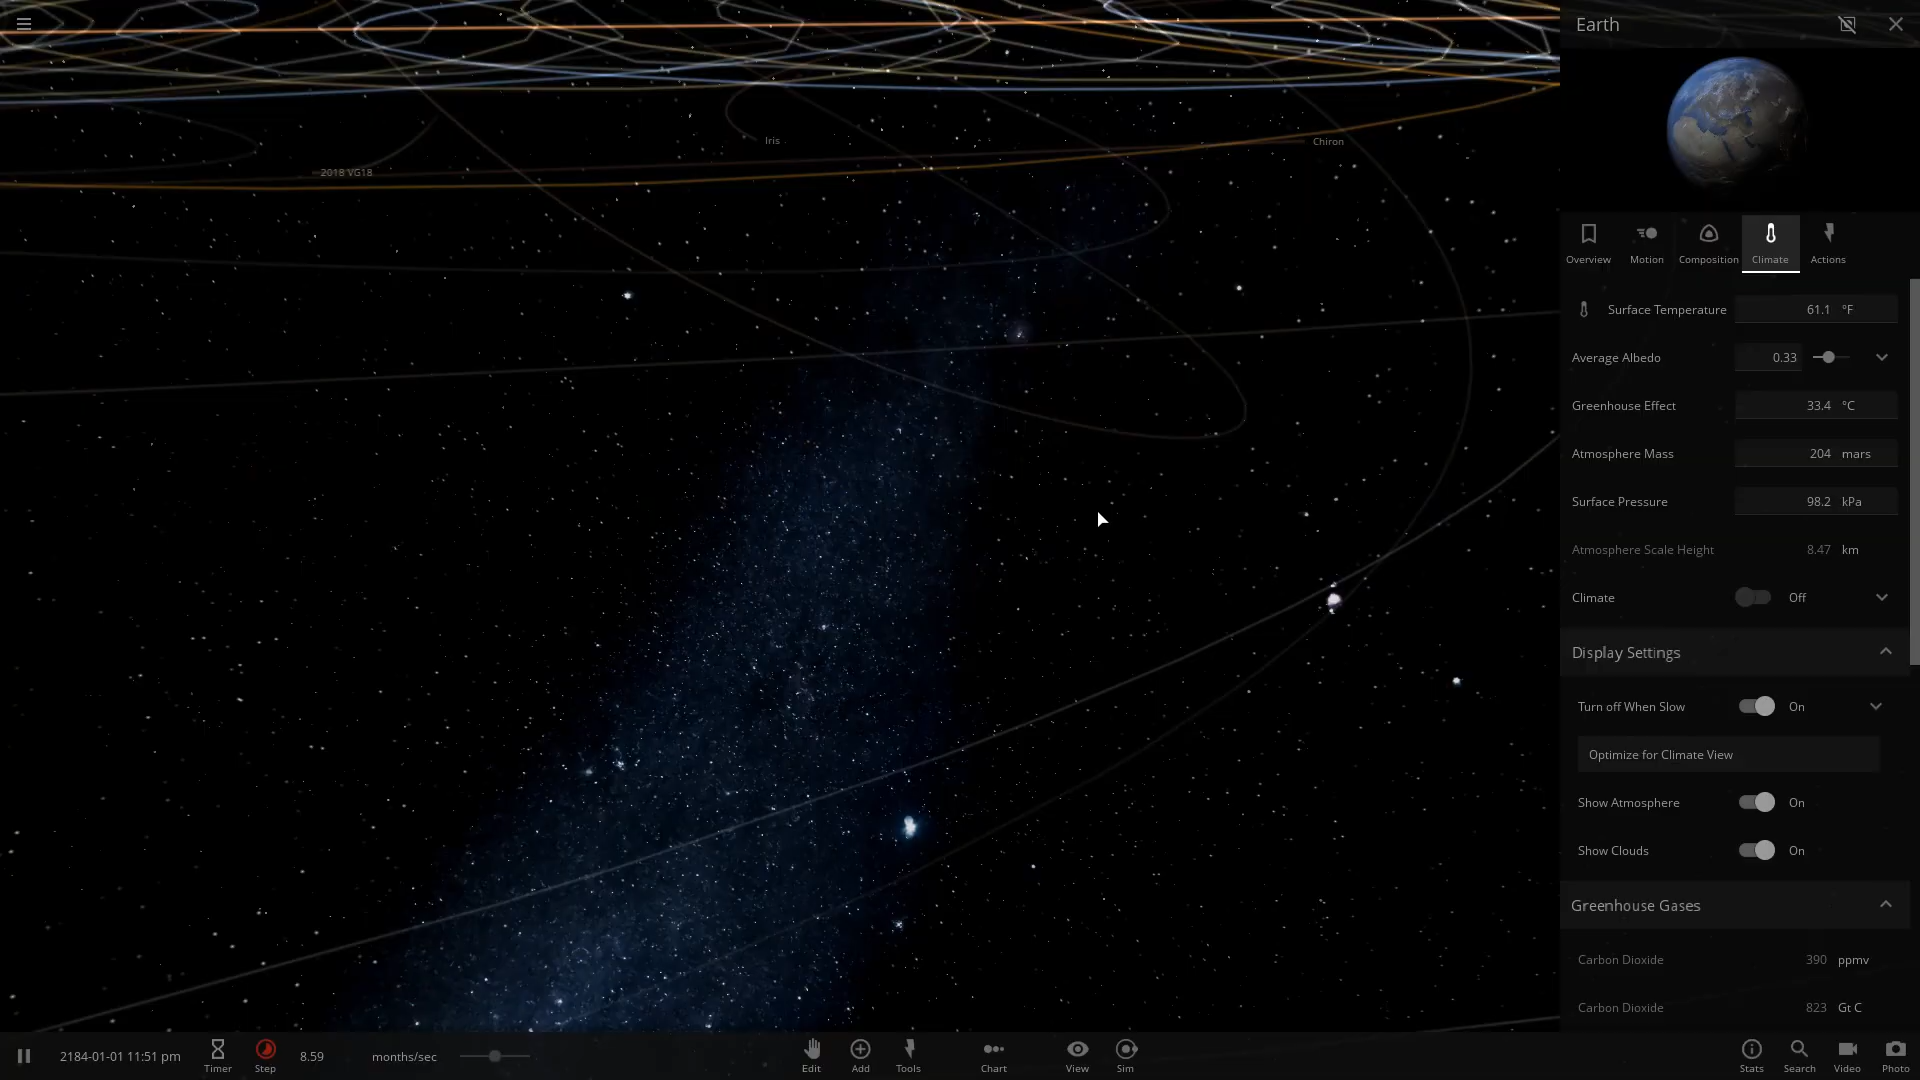 Earth
Iris
Chiron
2018 VG18
Overview Motion Composition Climate Actions
Surface Temperature 61.1 °F
Average Albedo 0.33
Greenhouse Effect 33.4 °C
Atmosphere Mass 204 mars
Surface Pressure 98.2 kPa
Atmosphere Scale Height 8.47 km
Climate Off
Display Settings
Turn off When Slow On
Optimize for Climate View
Show Atmosphere On
Show Clouds On
Greenhouse Gases
Carbon Dioxide 390 ppmv
Carbon Dioxide 823 Gt C
2184-01-01 11:51 pm Timer Step 8.59 months/sec Edit Add Tools Chart View Sim Stats Search Video Photo